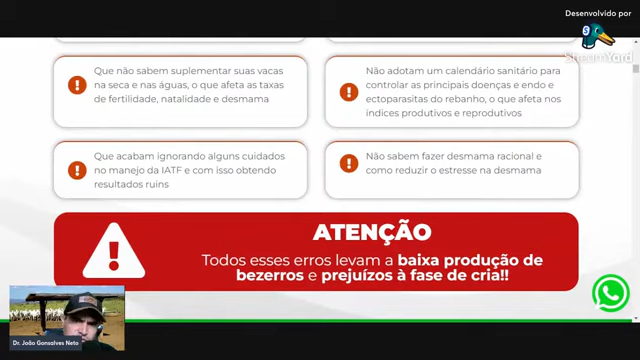 Desenvolvido por
StreamYard
Que não sabem suplementar suas vacas
na seca e nas águas, o que afeta as taxas
de fertilidade, natalidade e desmama
Não adotam um calendário sanitário para
controlar as principais doenças e endo e
ectoparasitas do rebanho, o que afeta nos
índices produtivos e reprodutivos
Que acabam ignorando alguns cuidados
no manejo da IATF e com isso obtendo
resultados ruins
Não sabem fazer desmama racional e
como reduzir o estresse na desmama
ATENÇÃO
Todos esses erros levam a baixa produção de
bezerros e prejuízos à fase de cria!!
Dr. João Gonsalves Neto